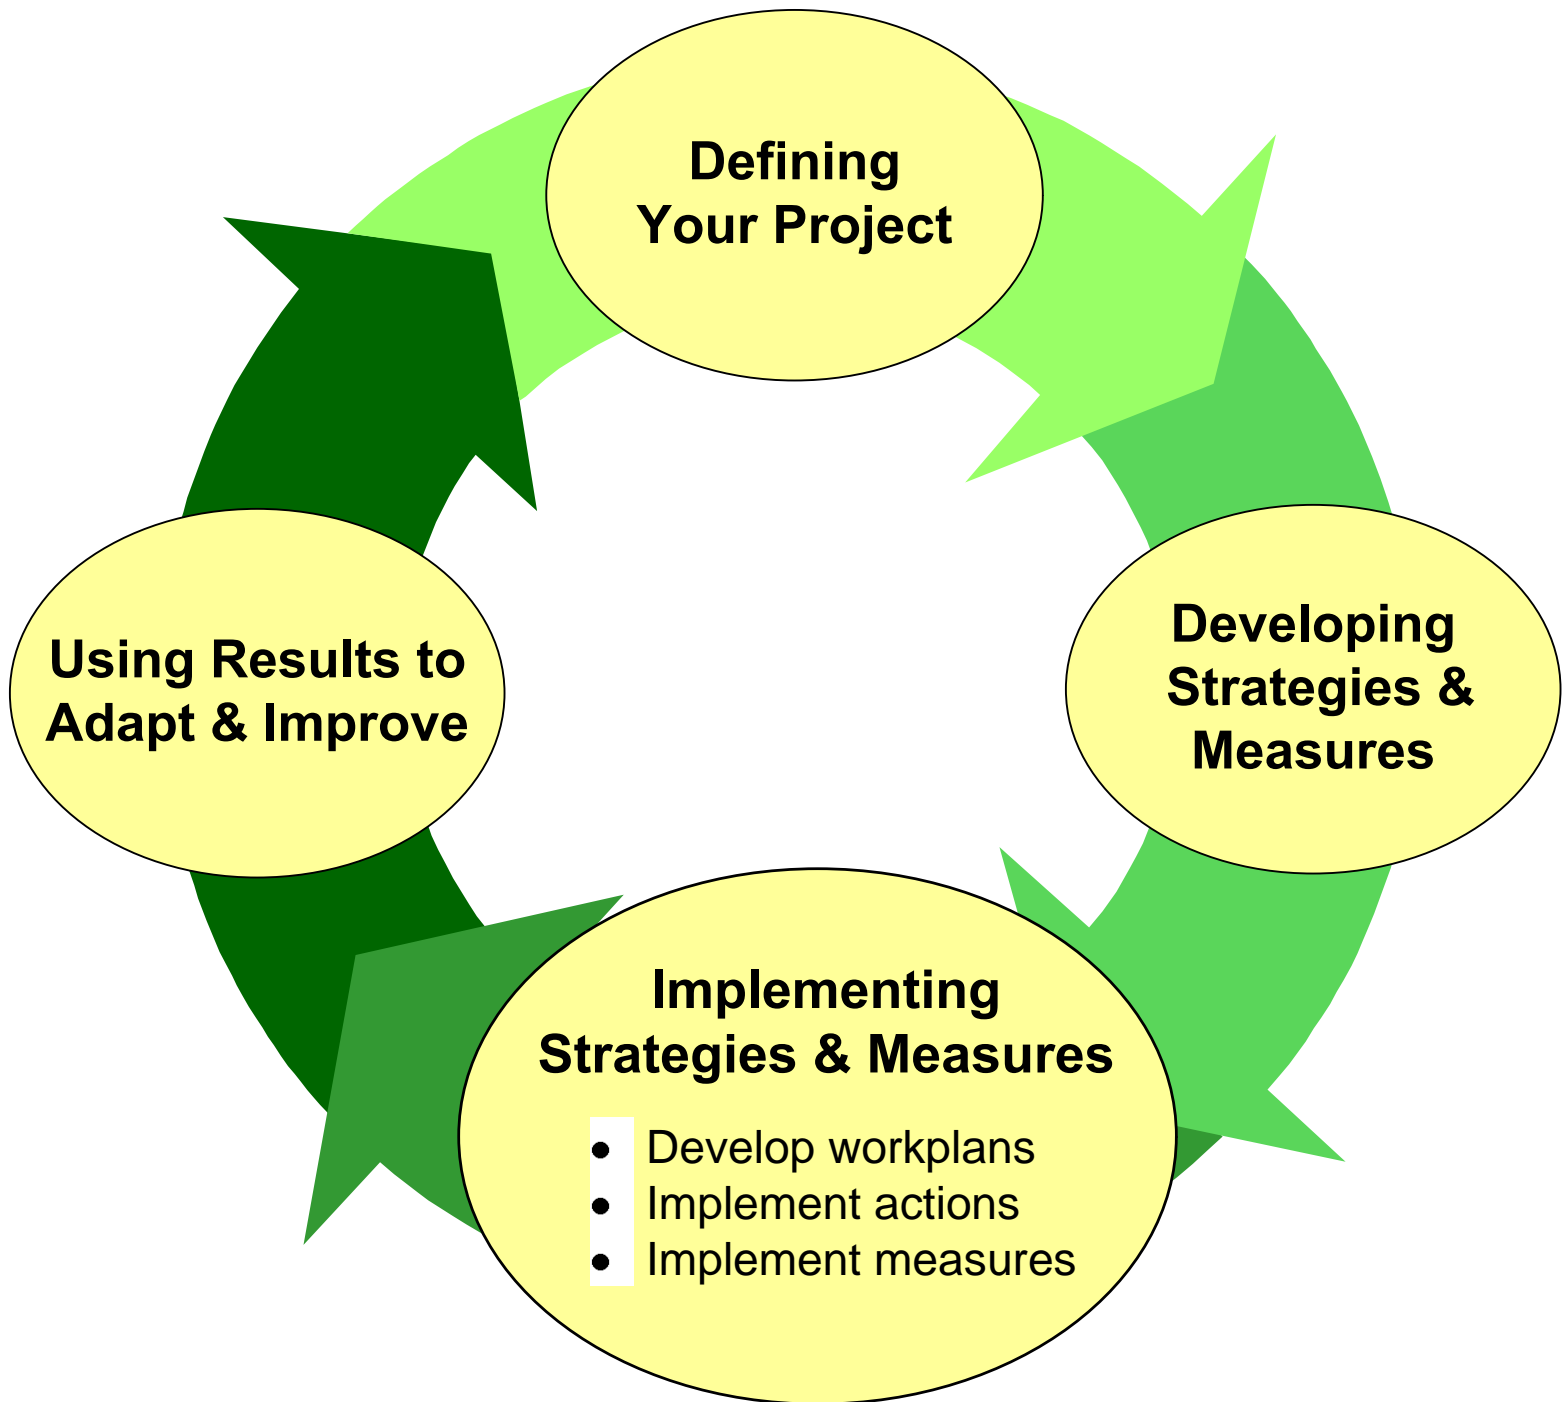 Defining
Your Project
Developing
Strategies &
Measures
Implementing
Strategies & Measures
• Develop workplans
• Implement actions
• Implement measures
Using Results to
Adapt & Improve